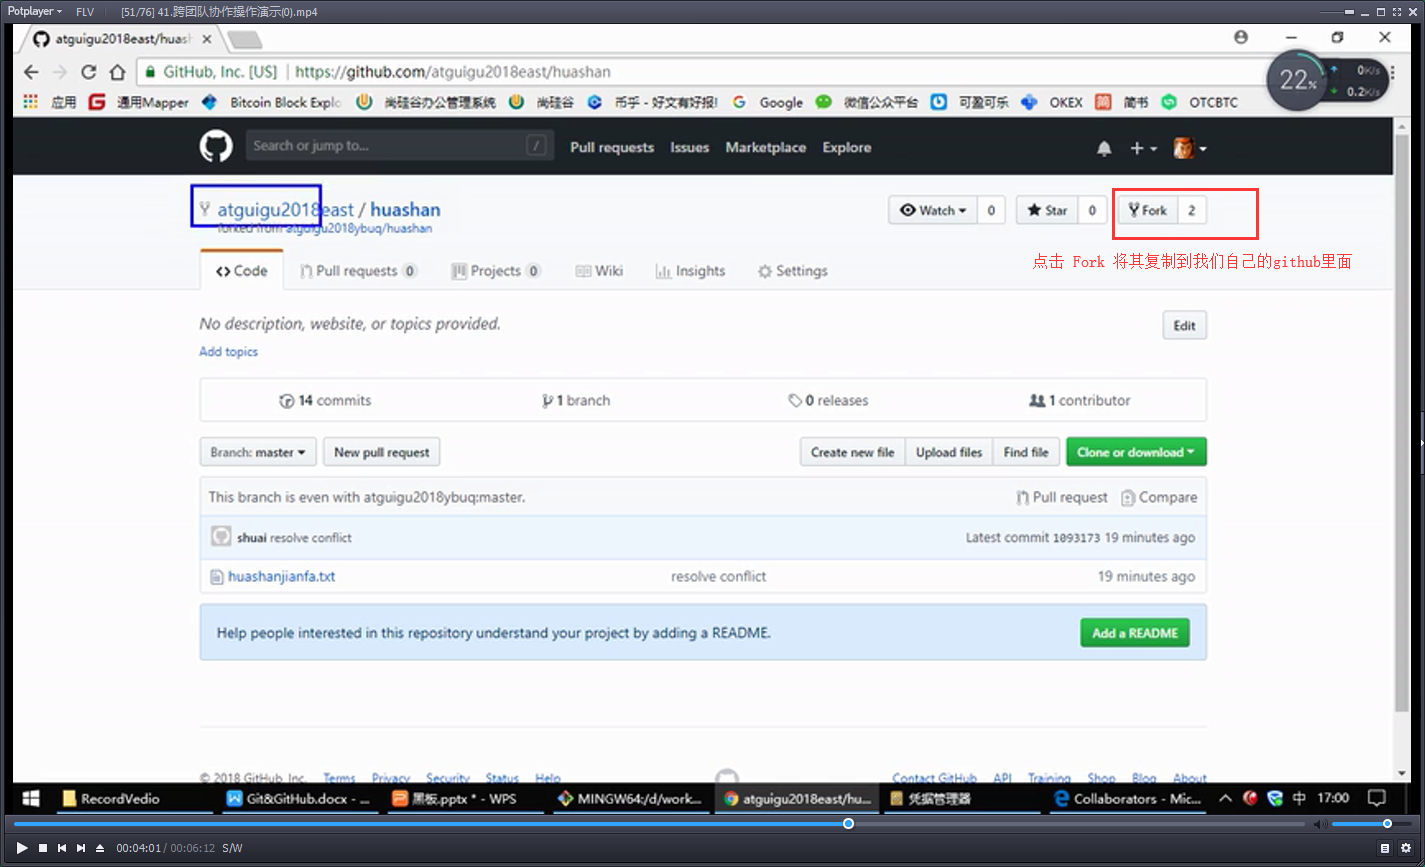 Potplayer FLV [51/76] 41.跨团队协作操作演示(0).mp4
atguigu2018east/huash
GitHub, Inc. [US] https://github.com/atguigu2018east/huashan
22% 0K/s
0.2K/s
应用 通用Mapper Bitcoin Block Explo 尚硅谷办公管理系统 尚硅谷 币乎 - 好文有好报! Google 微信公众平台 可盈可乐 OKEX 简书 OTCBTC
Search or jump to... / Pull requests Issues Marketplace Explore
atguigu2018east / huashan Watch 0 Star 0 Fork 2
forked from atguigu2018ybuq/huashan
点击 Fork 将其复制到我们自己的github里面
Code Pull requests 0 Projects 0 Wiki Insights Settings
No description, website, or topics provided. Edit
Add topics
14 commits 1 branch 0 releases 1 contributor
Branch: master New pull request Create new file Upload files Find file Clone or download
This branch is even with atguigu2018ybuq:master. Pull request Compare
shuai resolve conflict Latest commit 1093173 19 minutes ago
huashanjianfa.txt resolve conflict 19 minutes ago
Help people interested in this repository understand your project by adding a README. Add a README
© 2018 GitHub, Inc. Terms Privacy Security Status Help Contact GitHub API Training Shop Blog About
RecordVedio Git&GitHub.docx - ... 黑板.pptx * - WPS MINGW64:/d/work... atguigu2018east/hu... 凭据管理器 Collaborators - Mic... 中 17:00
00:04:01 / 00:06:12 S/W